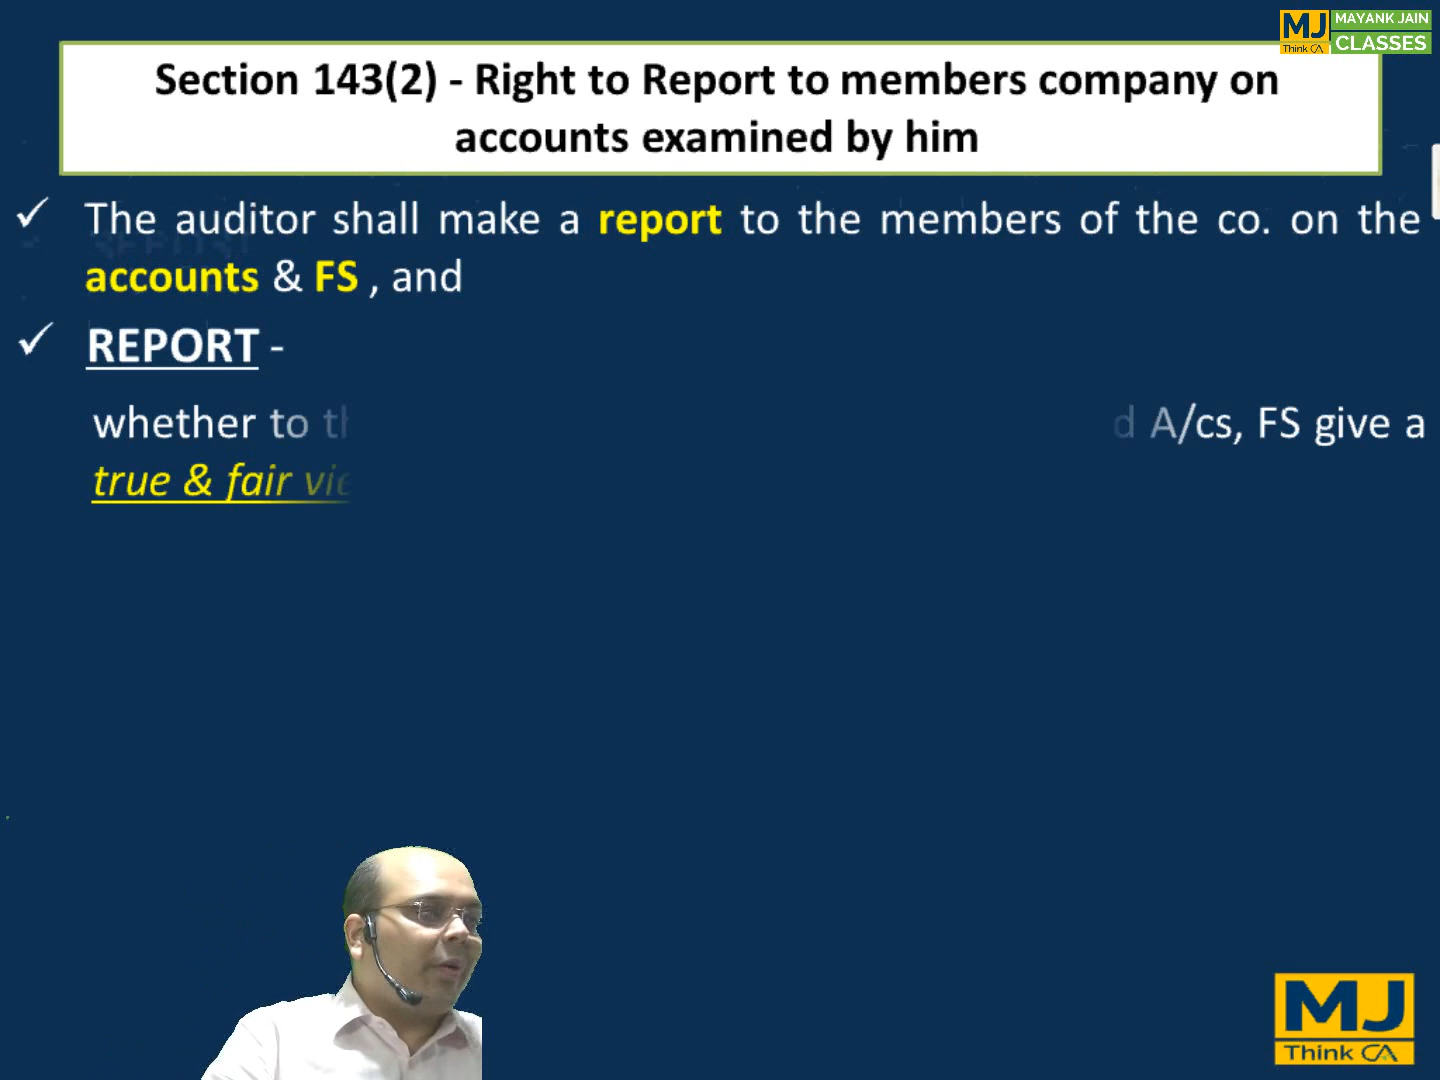 MJ MAYANK JAIN
Think CA CLASSES
Section 143(2) - Right to Report to members company on
accounts examined by him
✓ The auditor shall make a report to the members of the co. on the
accounts & FS , and
✓ REPORT -
whether to A/cs, FS give a
true & fair
MJ
Think CA